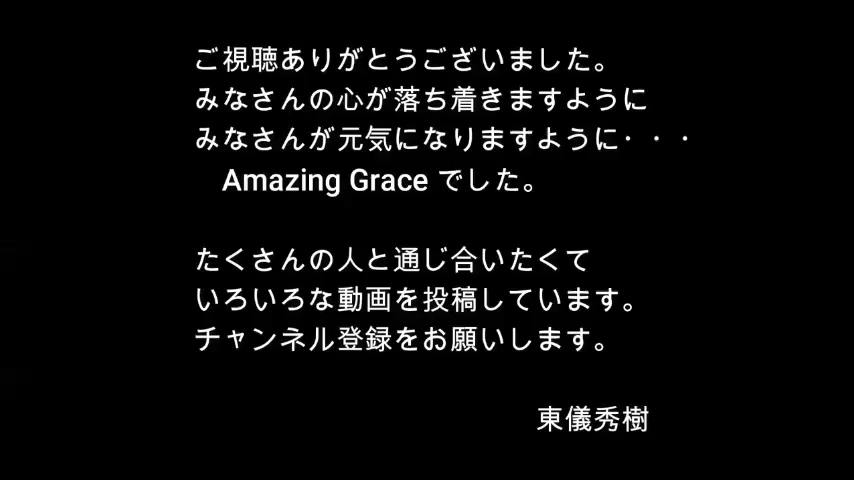 ご視聴ありがとうございました。
みなさんの心が落ち着きますように
みなさんが元気になりますように・・・
Amazing Grace でした。
たくさんの人と通じ合いたくて
いろいろな動画を投稿しています。
チャンネル登録をお願いします。
東儀秀樹